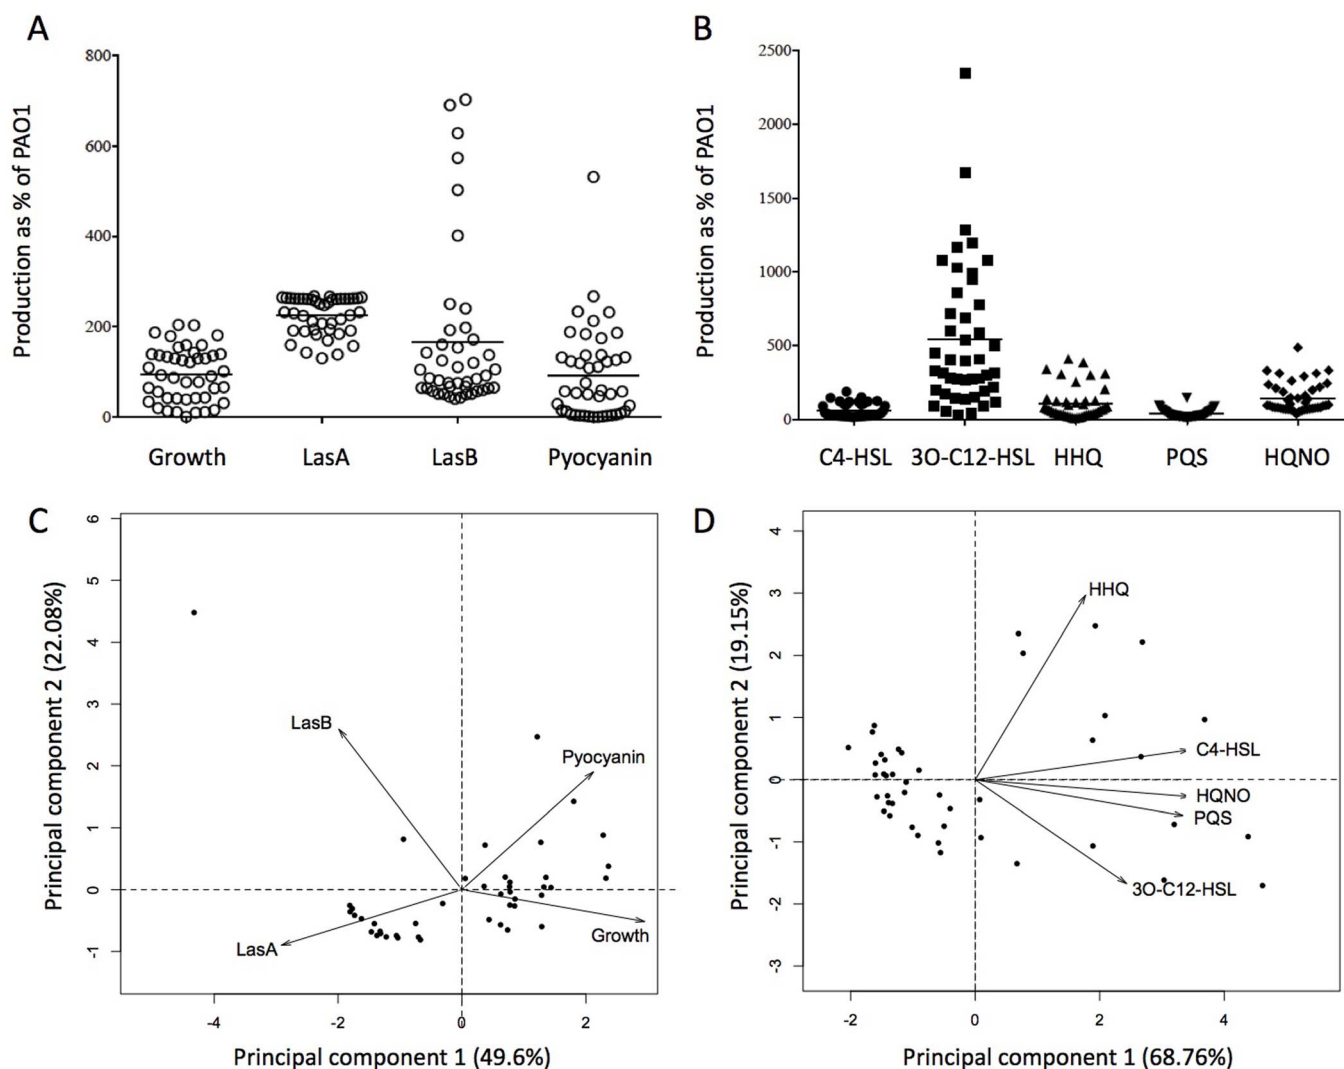 A
Production as % of PAO1
800
600
400
200
0
Growth LasA LasB Pyocyanin
B
Production as % of PAO1
2500
2000
1500
1000
500
0
C4-HSL 3O-C12-HSL HHQ PQS HQNO
C
Principal component 2 (22.08%)
6
5
4
3
2
1
0
-1
LasB
Pyocyanin
LasA
Growth
-4 -2 0 2
Principal component 1 (49.6%)
D
Principal component 2 (19.15%)
4
3
2
1
0
-1
-2
-3
HHQ
C4-HSL
HQNO
PQS
3O-C12-HSL
-2 0 2 4
Principal component 1 (68.76%)